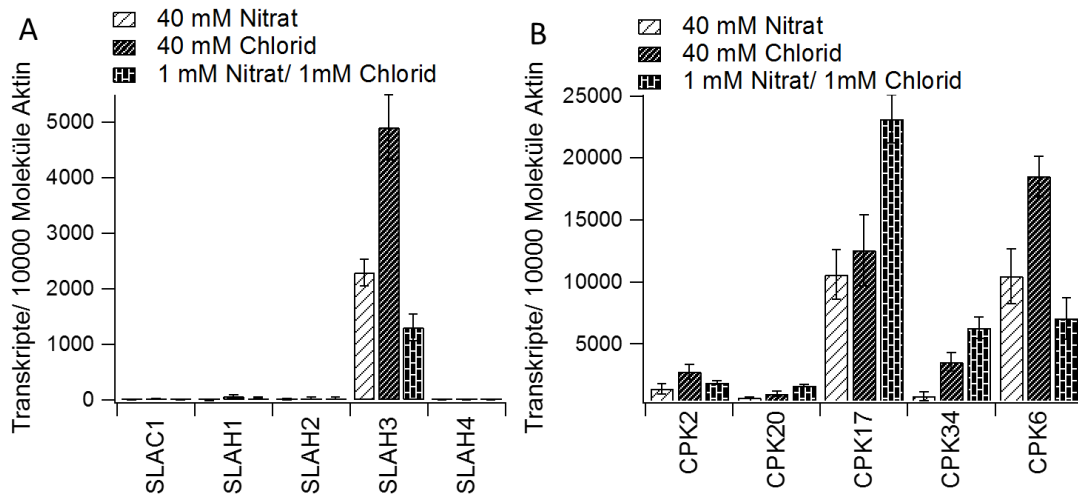 A
40 mM Nitrat
40 mM Chlorid
1 mM Nitrat/ 1mM Chlorid
Transkripte/ 10000 Moleküle Aktin
5000
4000
3000
2000
1000
0
SLAC1
SLAH1
SLAH2
SLAH3
SLAH4
B
40 mM Nitrat
40 mM Chlorid
1 mM Nitrat/ 1mM Chlorid
Transkripte/ 10000 Moleküle Aktin
25000
20000
15000
10000
5000
CPK2
CPK20
CPK17
CPK34
CPK6